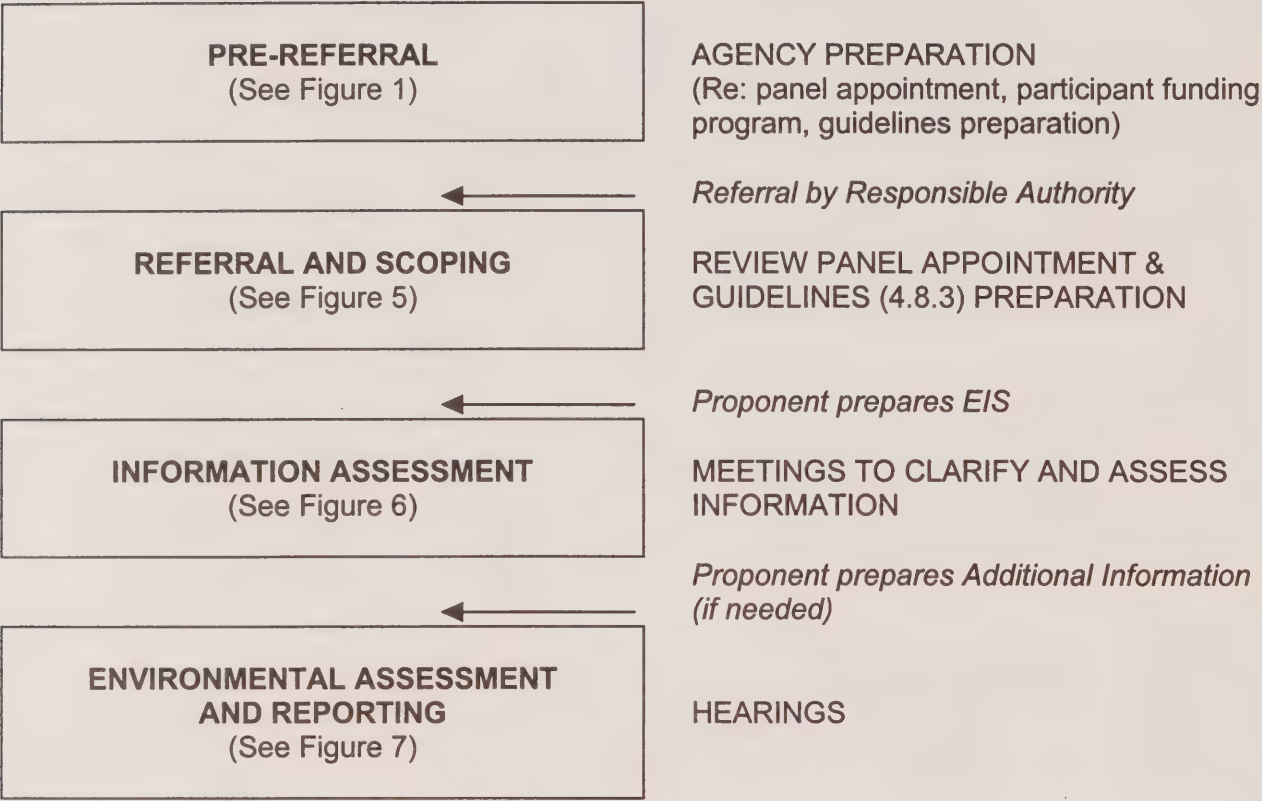 PRE-REFERRAL
(See Figure 1)
AGENCY PREPARATION
(Re: panel appointment, participant funding
program, guidelines preparation)
Referral by Responsible Authority
REFERRAL AND SCOPING
(See Figure 5)
REVIEW PANEL APPOINTMENT &
GUIDELINES (4.8.3) PREPARATION
Proponent prepares EIS
INFORMATION ASSESSMENT
(See Figure 6)
MEETINGS TO CLARIFY AND ASSESS
INFORMATION
Proponent prepares Additional Information
(if needed)
ENVIRONMENTAL ASSESSMENT
AND REPORTING
(See Figure 7)
HEARINGS